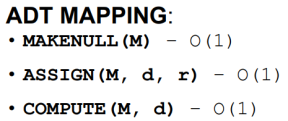 ADT MAPPING:
• MAKENULL(M) – O(1)
• ASSIGN(M, d, r) – O(1)
• COMPUTE(M, d) – O(1)